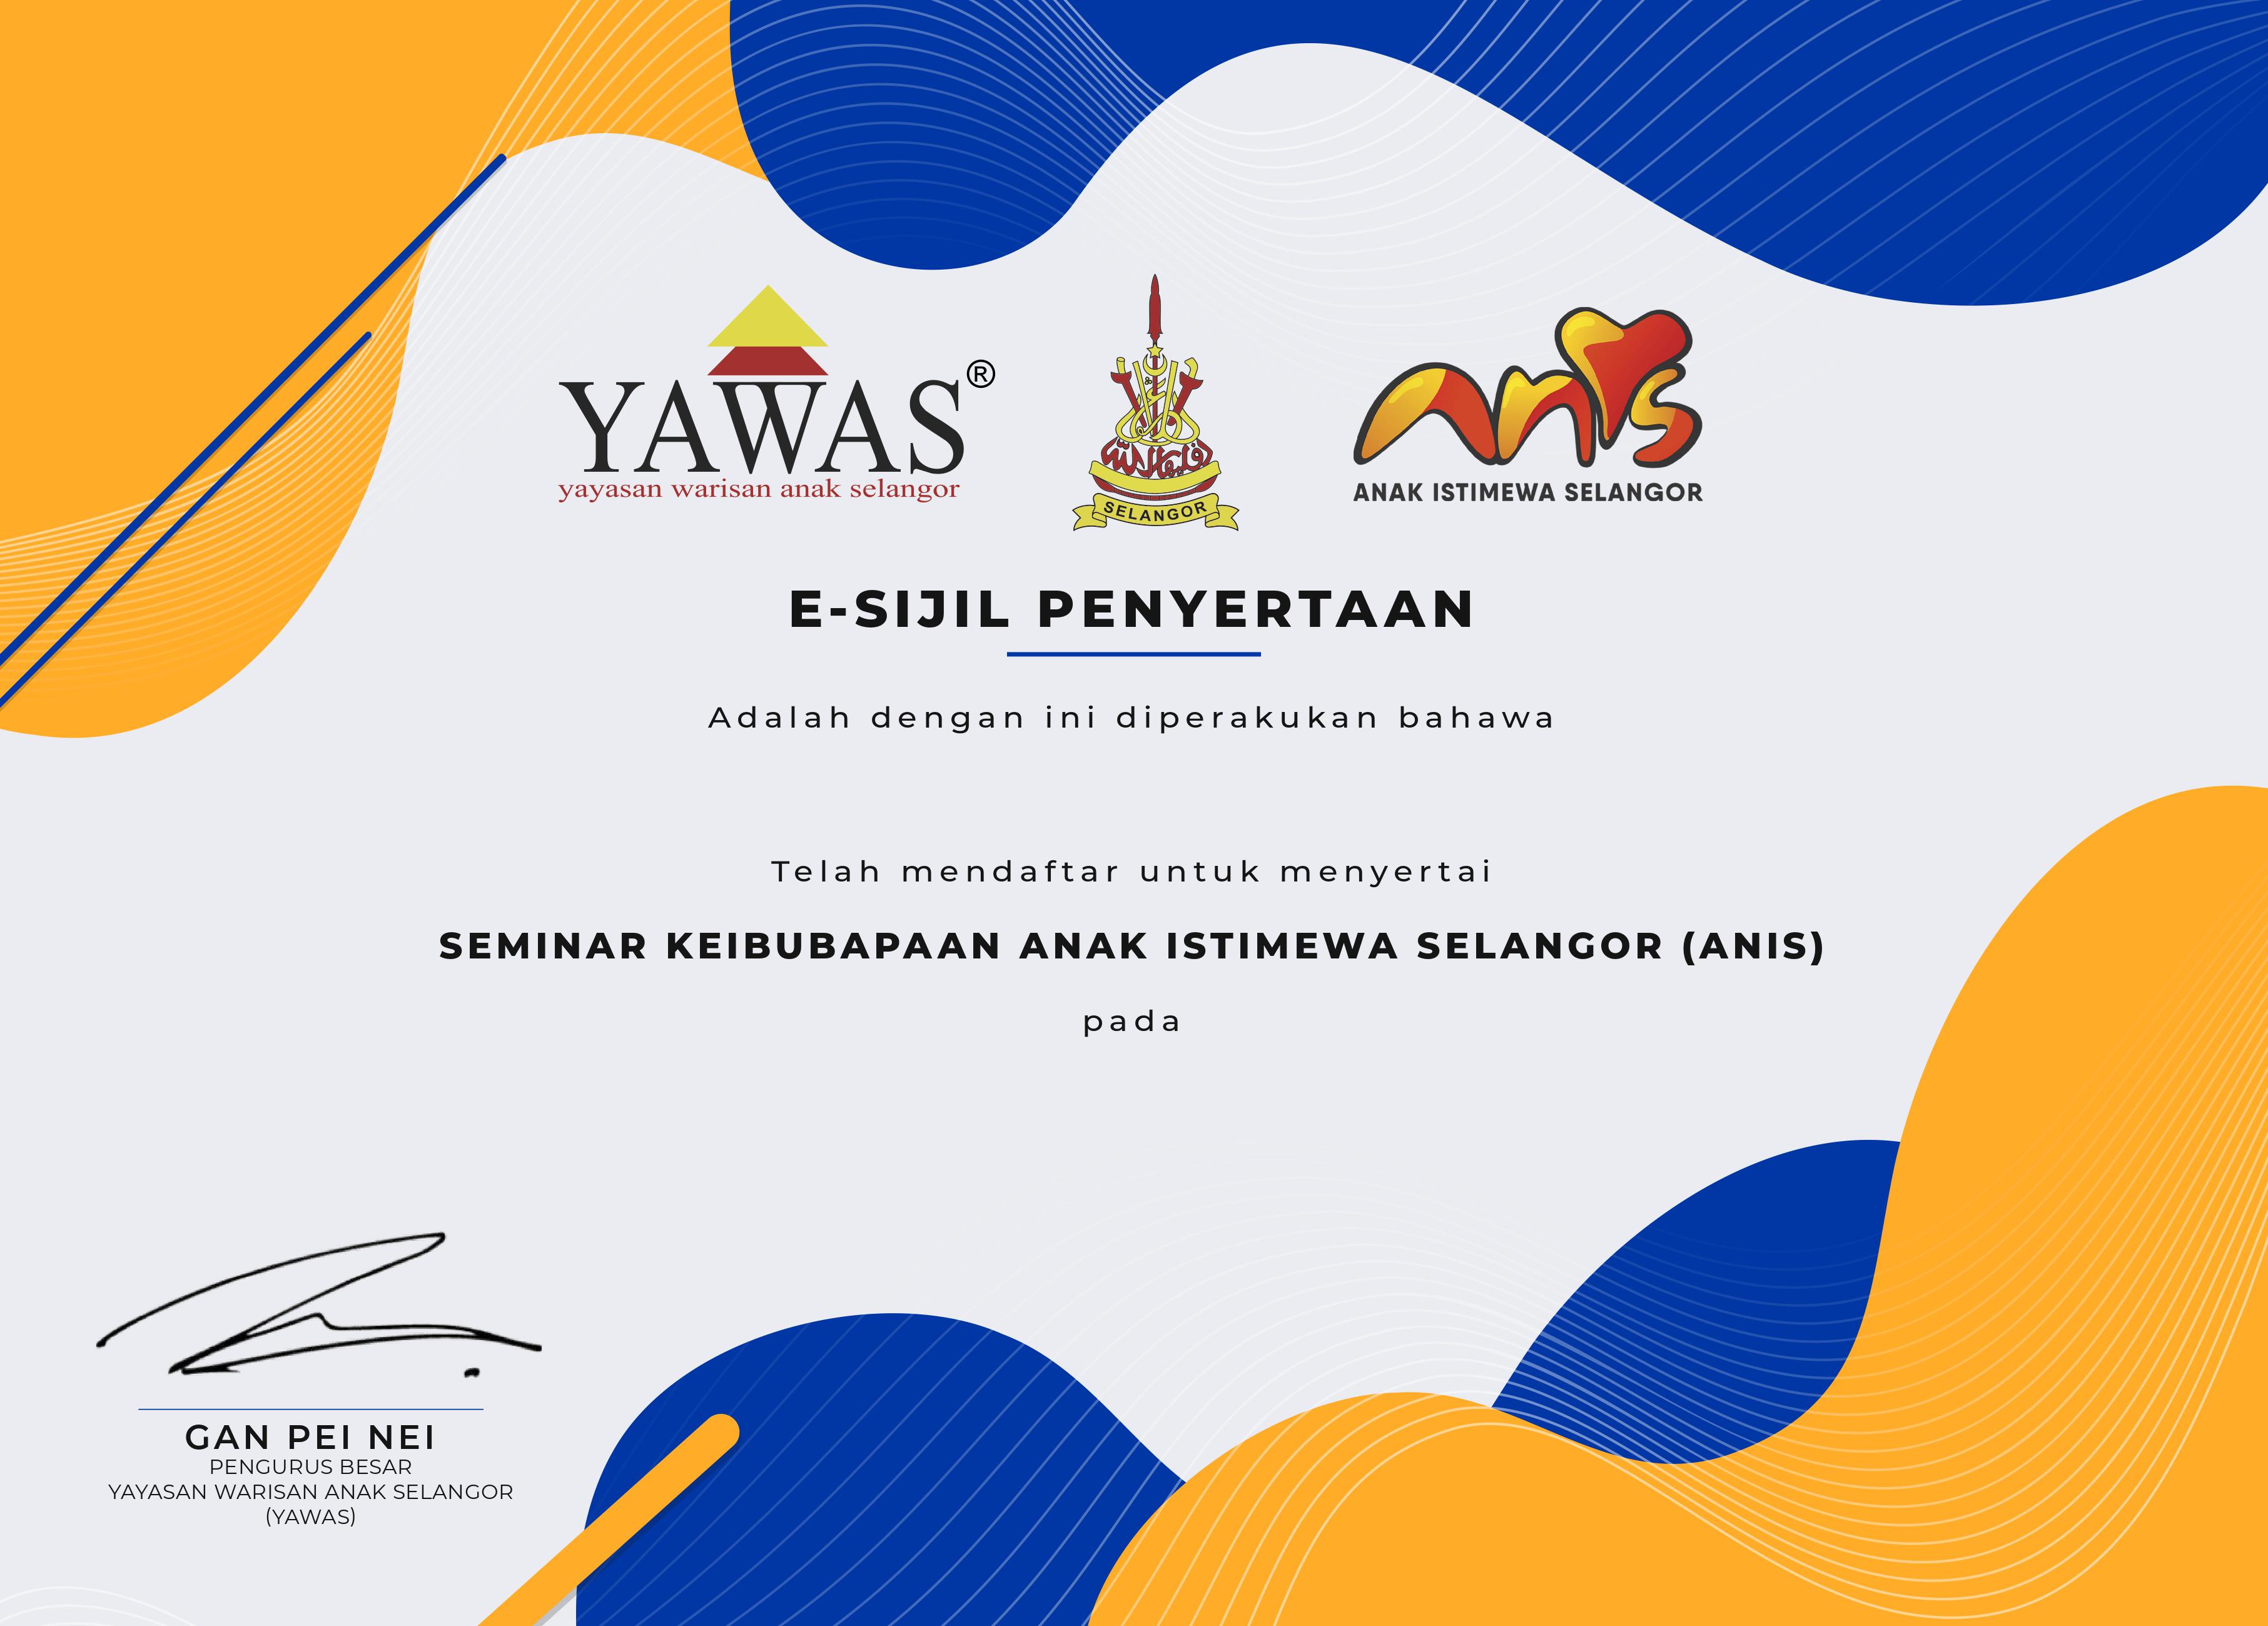 YAWAS®
yayasan warisan anak selangor
SELANGOR
anis
ANAK ISTIMEWA SELANGOR
E-SIJIL PENYERTAAN
Adalah dengan ini diperakukan bahawa
Telah mendaftar untuk menyertai
SEMINAR KEIBUBAPAAN ANAK ISTIMEWA SELANGOR (ANIS)
pada
GAN PEI NEI
PENGURUS BESAR
YAYASAN WARISAN ANAK SELANGOR
(YAWAS)